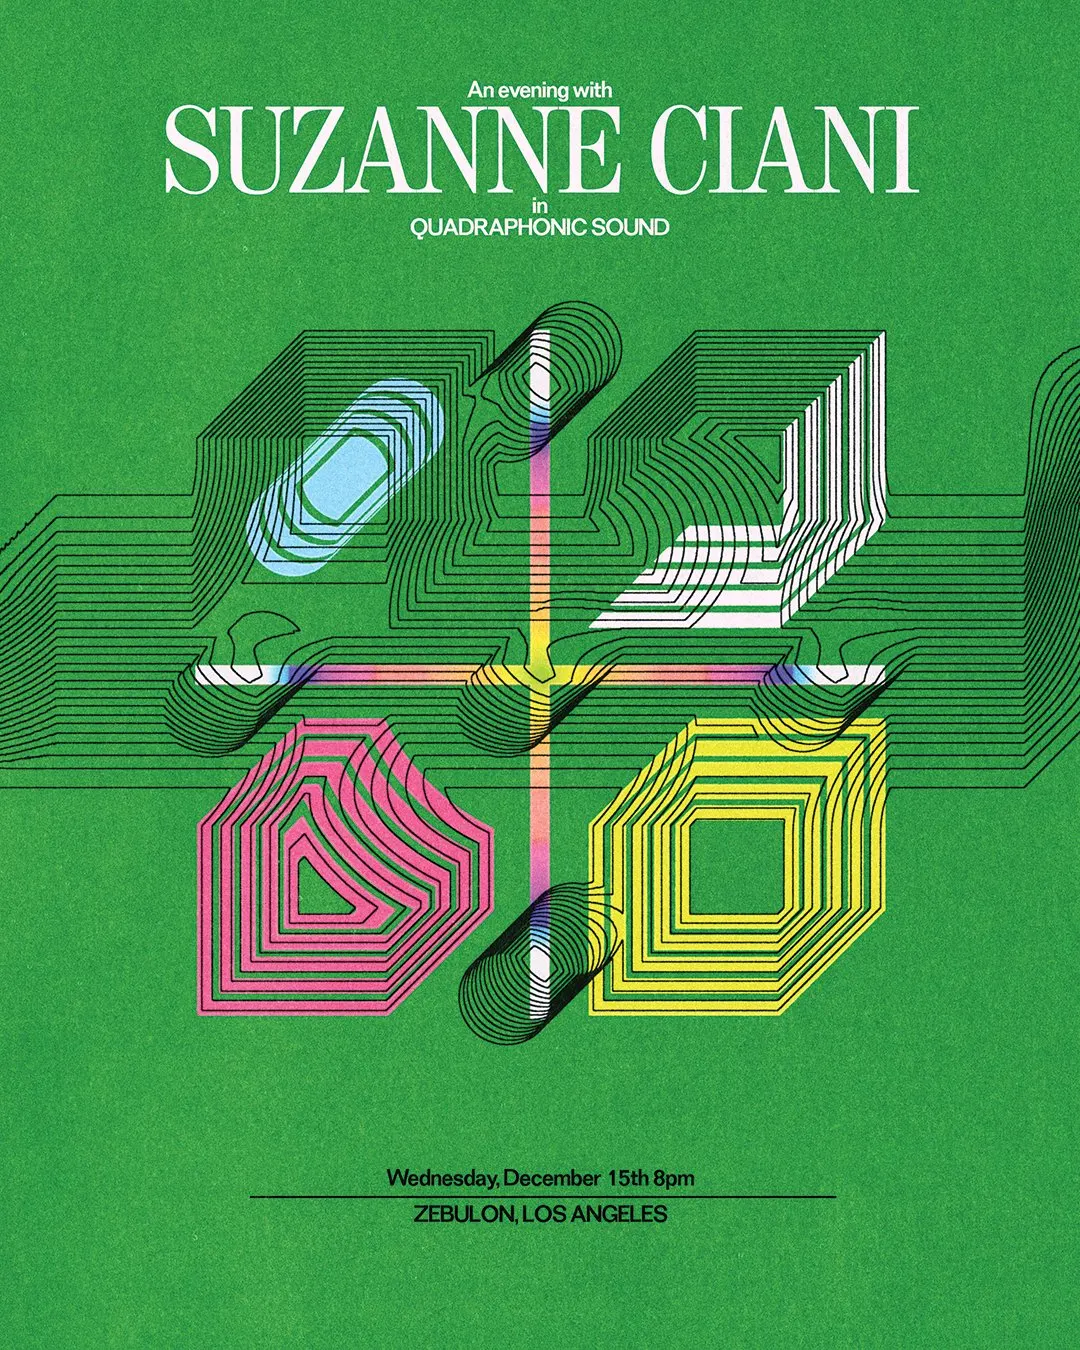 An evening with
SUZANNE CIANI
in
QUADRAPHONIC SOUND
Wednesday, December 15th 8pm
ZEBULON, LOS ANGELES